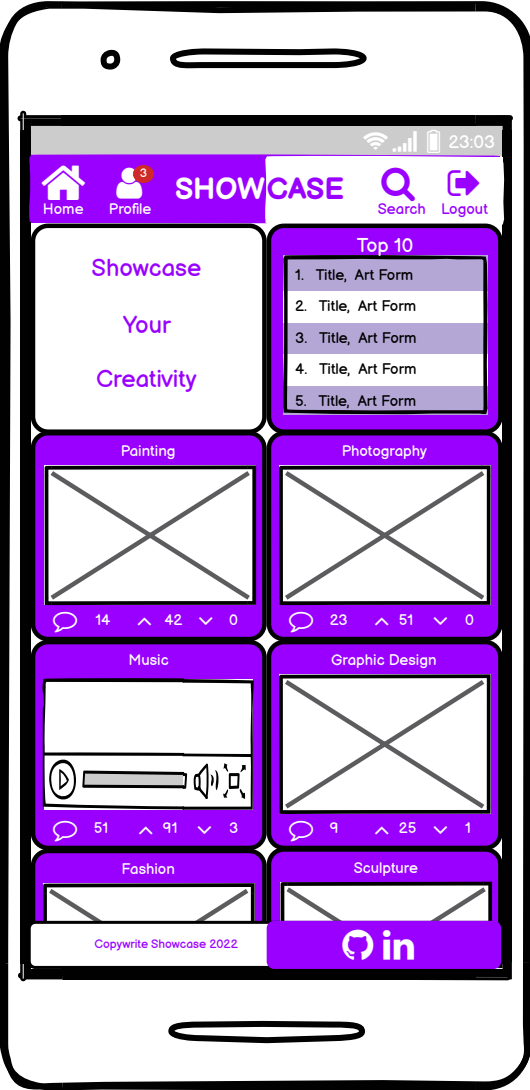 23:03
3
Home Profile SHOWCASE Search Logout
Showcase
Your
Creativity
Top 10
1. Title, Art Form
2. Title, Art Form
3. Title, Art Form
4. Title, Art Form
5. Title, Art Form
Painting
14 42 0
Photography
23 51 0
Music
51 91 3
Graphic Design
9 25 1
Fashion
Sculpture
Copywrite Showcase 2022
in